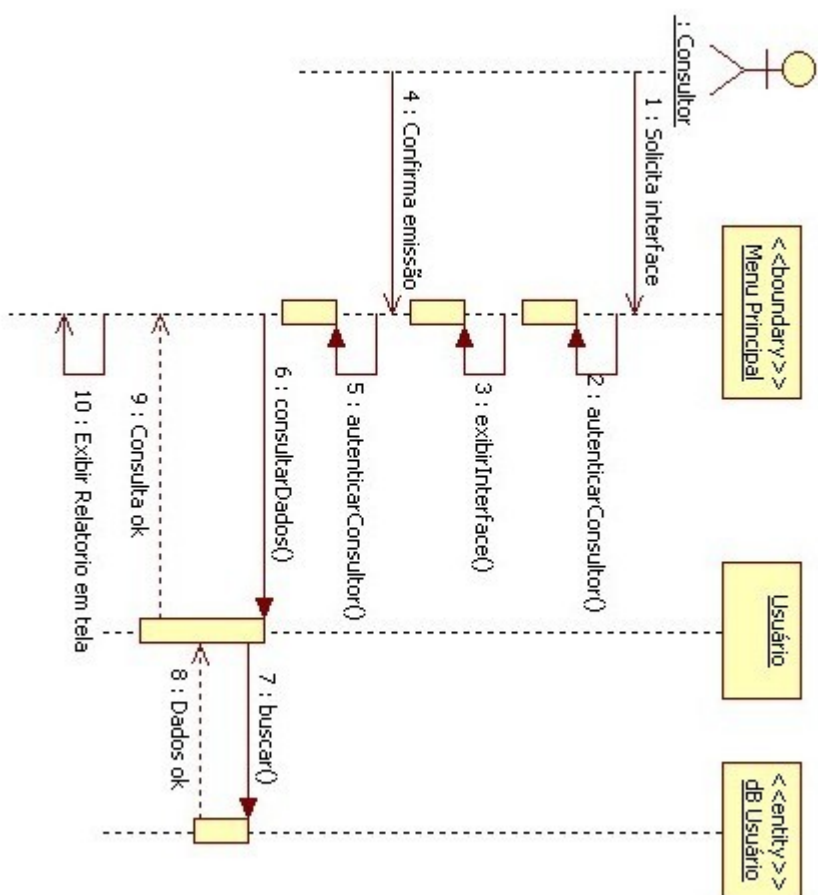 : Consultor
<<boundary>>
Menu Principal
Usuário
<<entity>>
dB Usuário
1 : Solicita interface
2 : autenticarConsultor()
3 : exibirInterface()
4 : Confirma emissão
5 : autenticarConsultor()
6 : consultarDados()
7 : buscar()
8 : Dados ok
9 : Consulta ok
10 : Exibir Relatorio em tela